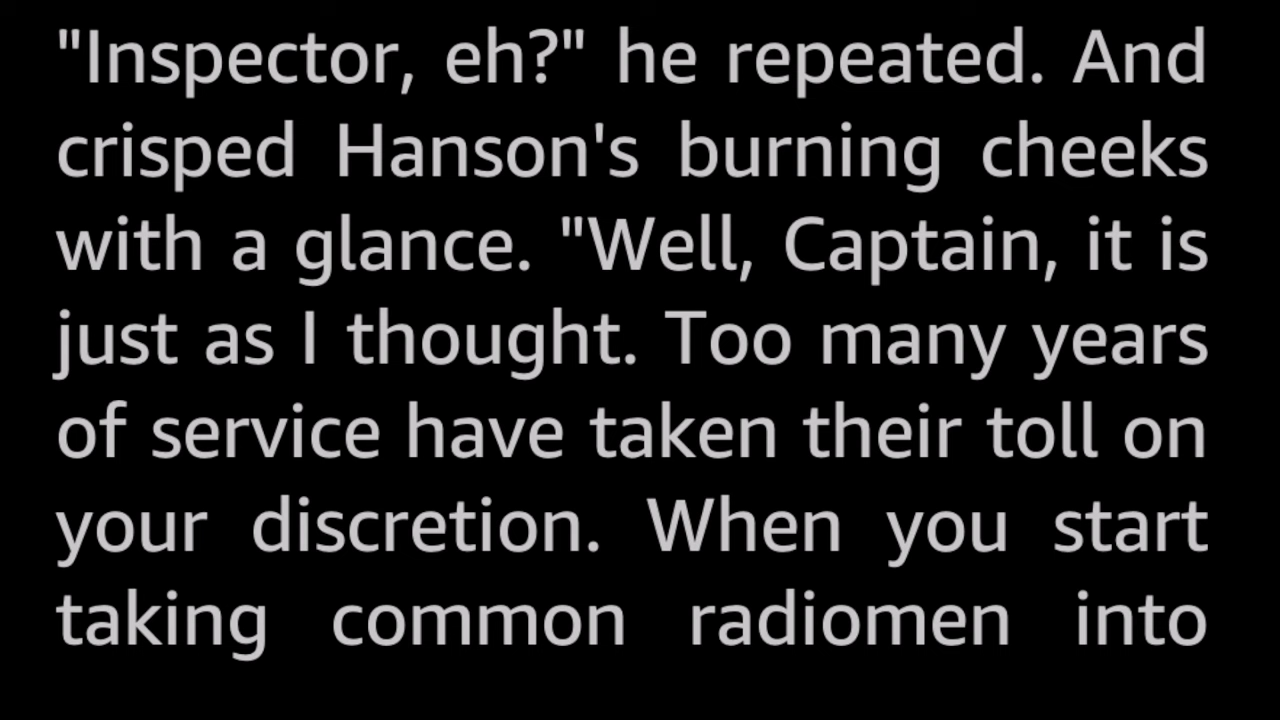 "Inspector, eh?" he repeated. And
crisped Hanson's burning cheeks
with a glance. "Well, Captain, it is
just as I thought. Too many years
of service have taken their toll on
your discretion. When you start
taking common radiomen into